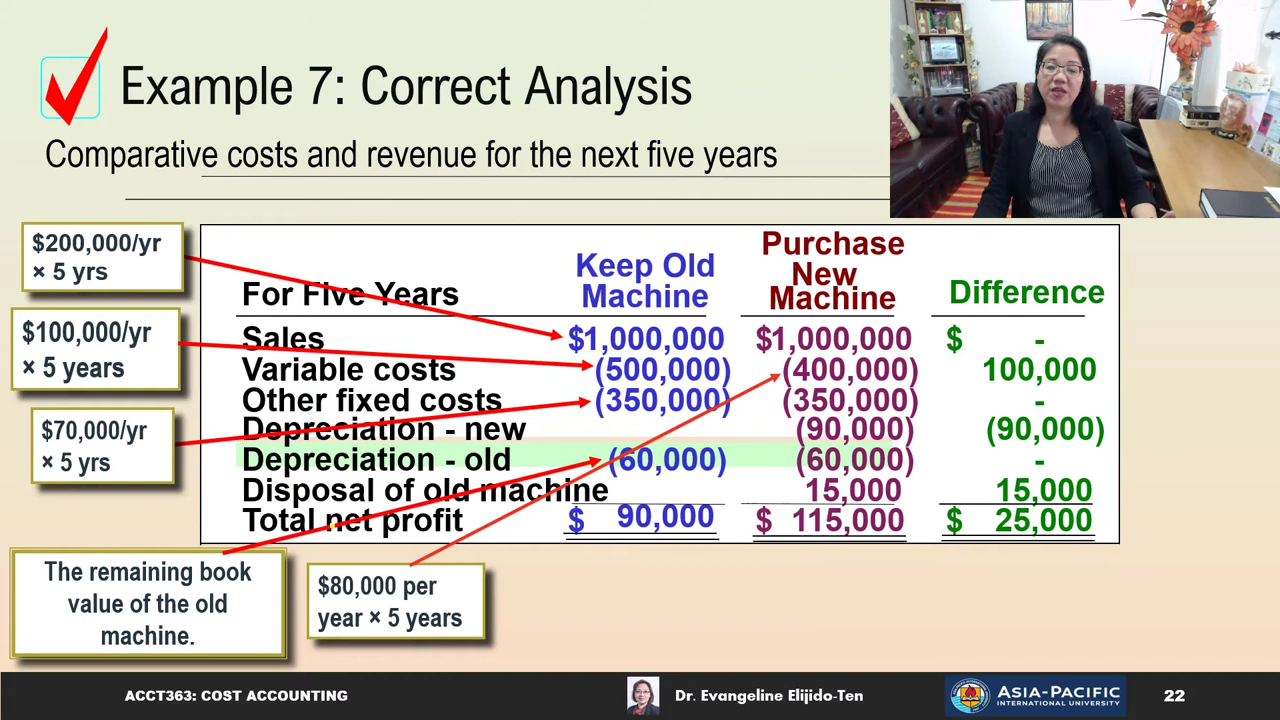 Example 7: Correct Analysis
Comparative costs and revenue for the next five years
$200,000/yr
× 5 yrs
$100,000/yr
× 5 years
$70,000/yr
× 5 yrs
For Five Years Keep Old Machine Purchase New Machine Difference
Sales $1,000,000 $1,000,000 $ -
Variable costs (500,000) (400,000) 100,000
Other fixed costs (350,000) (350,000) -
Depreciation - new (90,000) (90,000)
Depreciation - old (60,000) (60,000) -
Disposal of old machine 15,000 15,000
Total net profit $ 90,000 $ 115,000 $ 25,000
The remaining book
value of the old
machine.
$80,000 per
year × 5 years
ACCT363: COST ACCOUNTING
Dr. Evangeline Elijido-Ten
ASIA-PACIFIC
INTERNATIONAL UNIVERSITY
22